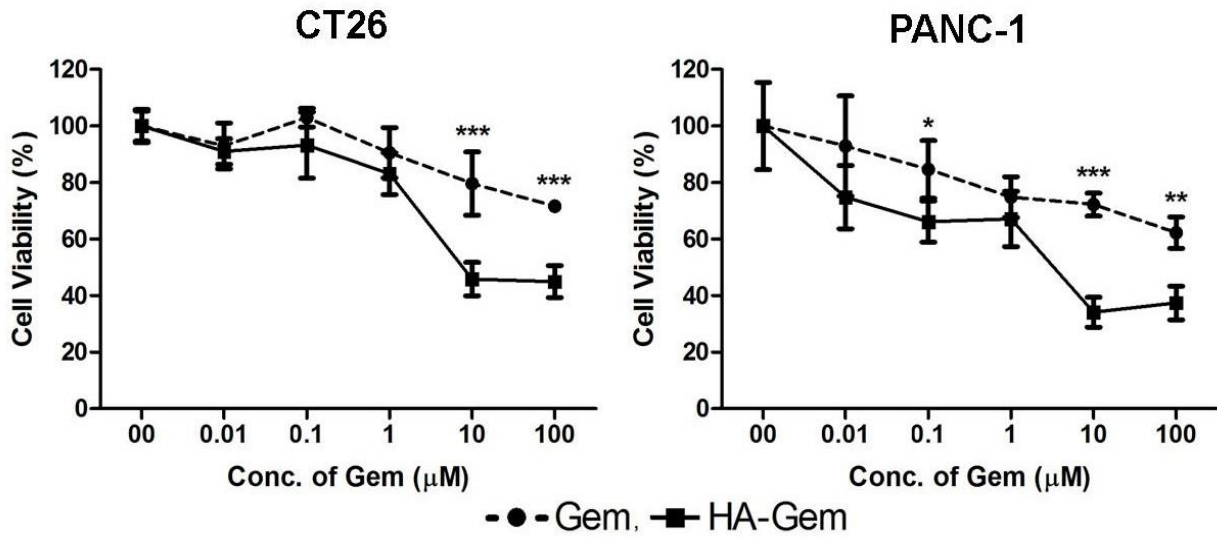 CT26
120
100
80
60
40
20
0
Cell Viability (%)
***
***
00 0.01 0.1 1 10 100
Conc. of Gem (μM)
PANC-1
120
100
80
60
40
20
0
Cell Viability (%)
*
***
**
00 0.01 0.1 1 10 100
Conc. of Gem (μM)
Gem, HA-Gem